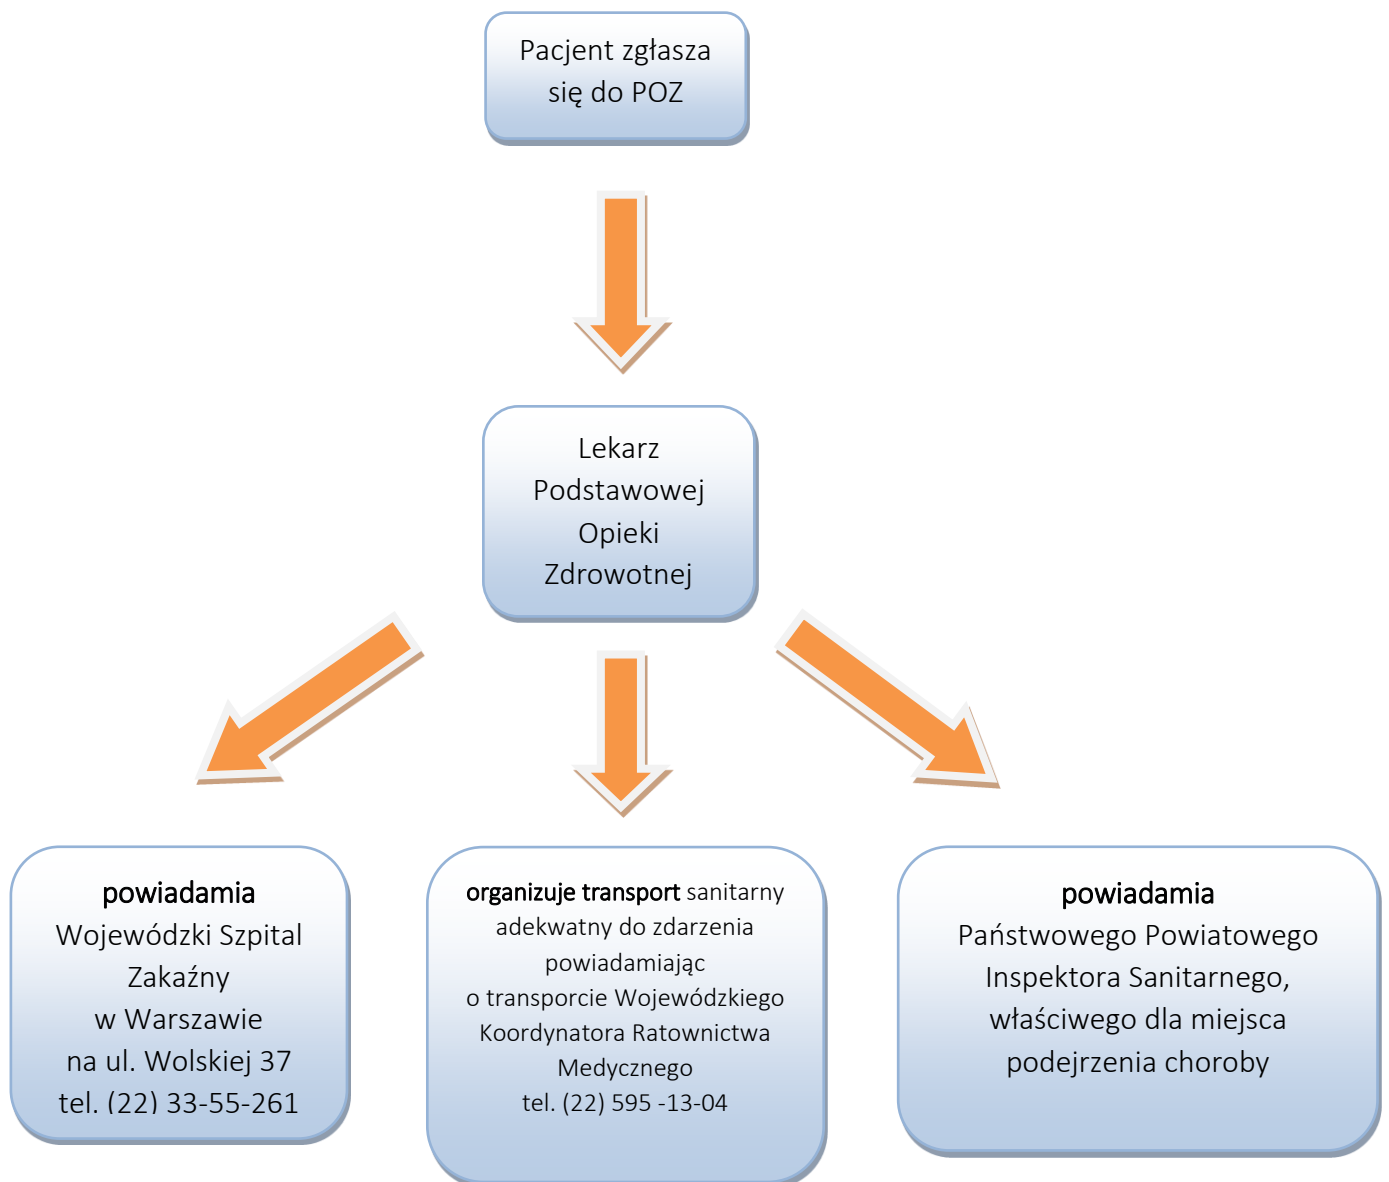 Pacjent zgłasza
się do POZ
Lekarz
Podstawowej
Opieki
Zdrowotnej
powiadamia
Wojewódzki Szpital
Zakaźny
w Warszawie
na ul. Wolskiej 37
tel. (22) 33-55-261
organizuje transport sanitarny
adekwatny do zdarzenia
powiadamiając
o transporcie Wojewódzkiego
Koordynatora Ratownictwa
Medycznego
tel. (22) 595 -13-04
powiadamia
Państwowego Powiatowego
Inspektora Sanitarnego,
właściwego dla miejsca
podejrzenia choroby